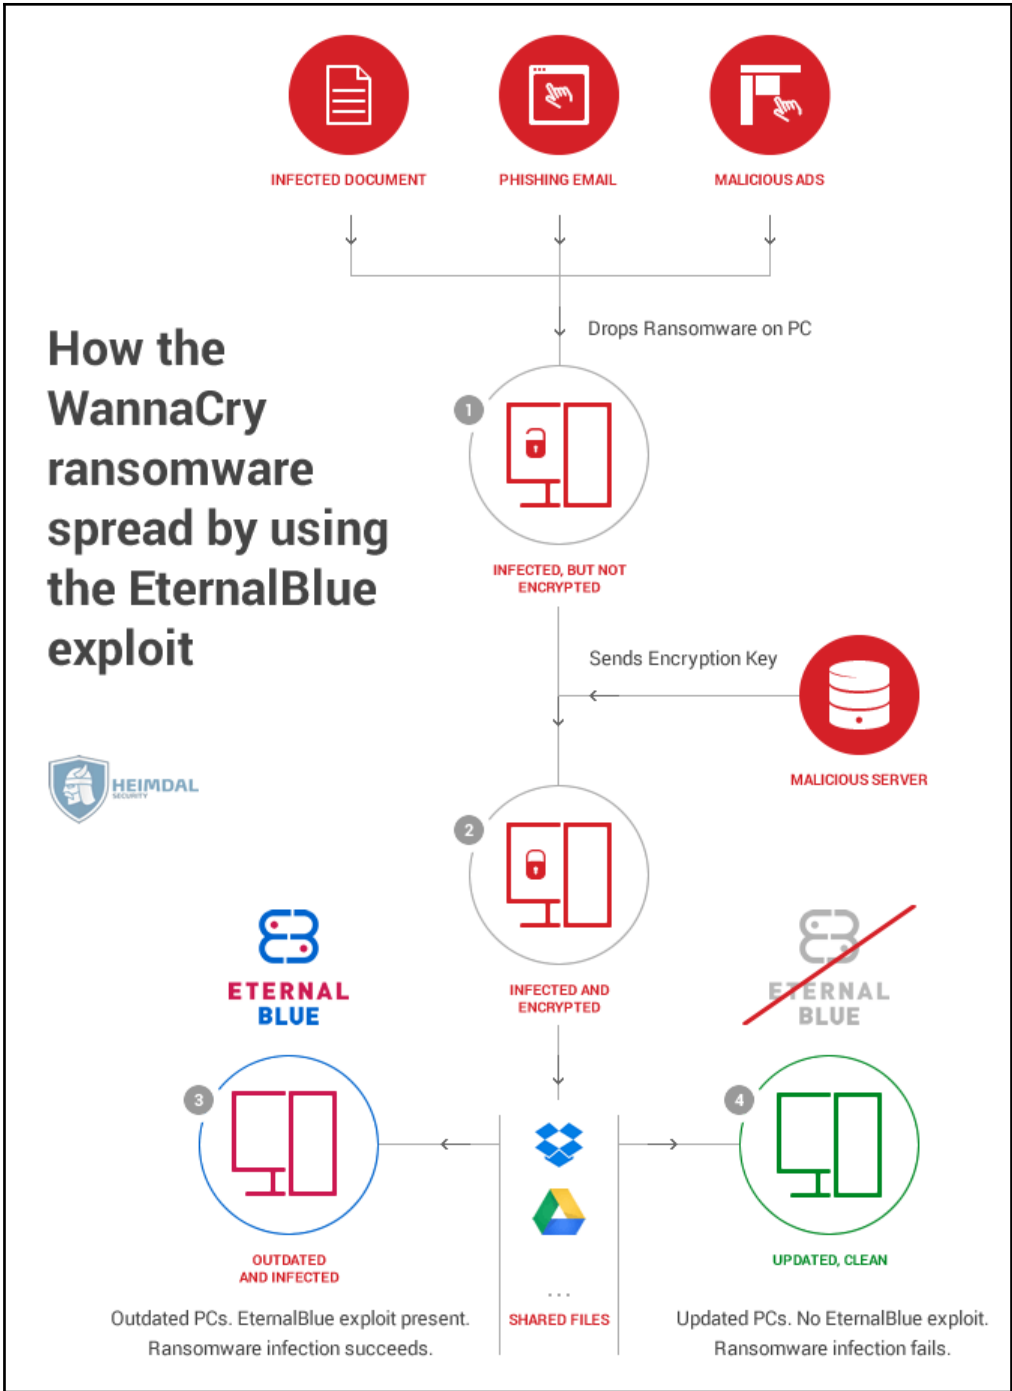 INFECTED DOCUMENT
PHISHING EMAIL
MALICIOUS ADS
Drops Ransomware on PC
How the
WannaCry
ransomware
spread by using
the EternalBlue
exploit
1
INFECTED, BUT NOT
ENCRYPTED
Sends Encryption Key
MALICIOUS SERVER
HEIMDAL
SECURITY
2
INFECTED AND
ENCRYPTED
ETERNAL
BLUE
ETERNAL
BLUE
3
4
OUTDATED
AND INFECTED
UPDATED, CLEAN
...
SHARED FILES
Outdated PCs. EternalBlue exploit present.
Ransomware infection succeeds.
Updated PCs. No EternalBlue exploit.
Ransomware infection fails.